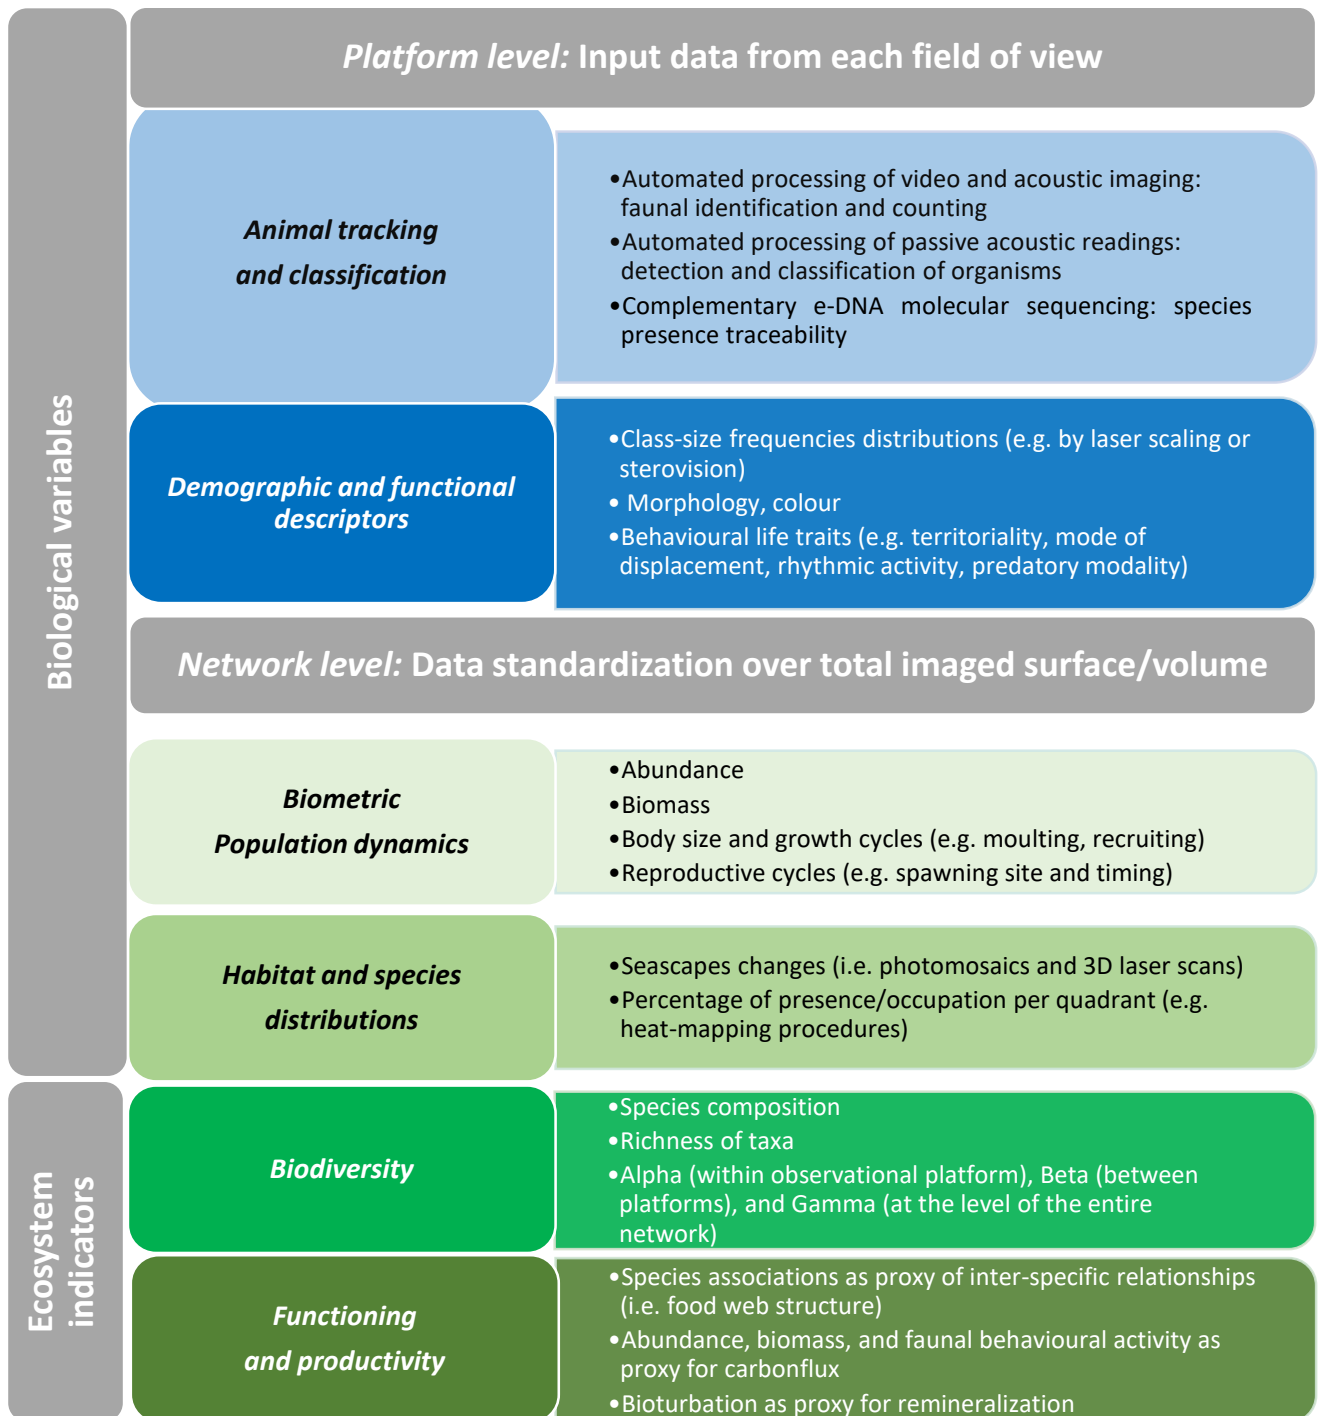 Platform level: Input data from each field of view
Biological variables
Animal tracking
and classification
•Automated processing of video and acoustic imaging:
faunal identification and counting
•Automated processing of passive acoustic readings:
detection and classification of organisms
•Complementary e-DNA molecular sequencing: species
presence traceability
Demographic and functional
descriptors
•Class-size frequencies distributions (e.g. by laser scaling or
sterovision)
• Morphology, colour
•Behavioural life traits (e.g. territoriality, mode of
displacement, rhythmic activity, predatory modality)
Network level: Data standardization over total imaged surface/volume
Biometric
Population dynamics
•Abundance
•Biomass
•Body size and growth cycles (e.g. moulting, recruiting)
•Reproductive cycles (e.g. spawning site and timing)
Habitat and species
distributions
•Seascapes changes (i.e. photomosaics and 3D laser scans)
•Percentage of presence/occupation per quadrant (e.g.
heat-mapping procedures)
Ecosystem
indicators
Biodiversity
•Species composition
•Richness of taxa
•Alpha (within observational platform), Beta (between
platforms), and Gamma (at the level of the entire
network)
Functioning
and productivity
•Species associations as proxy of inter-specific relationships
(i.e. food web structure)
•Abundance, biomass, and faunal behavioural activity as
proxy for carbonflux
•Bioturbation as proxy for remineralization